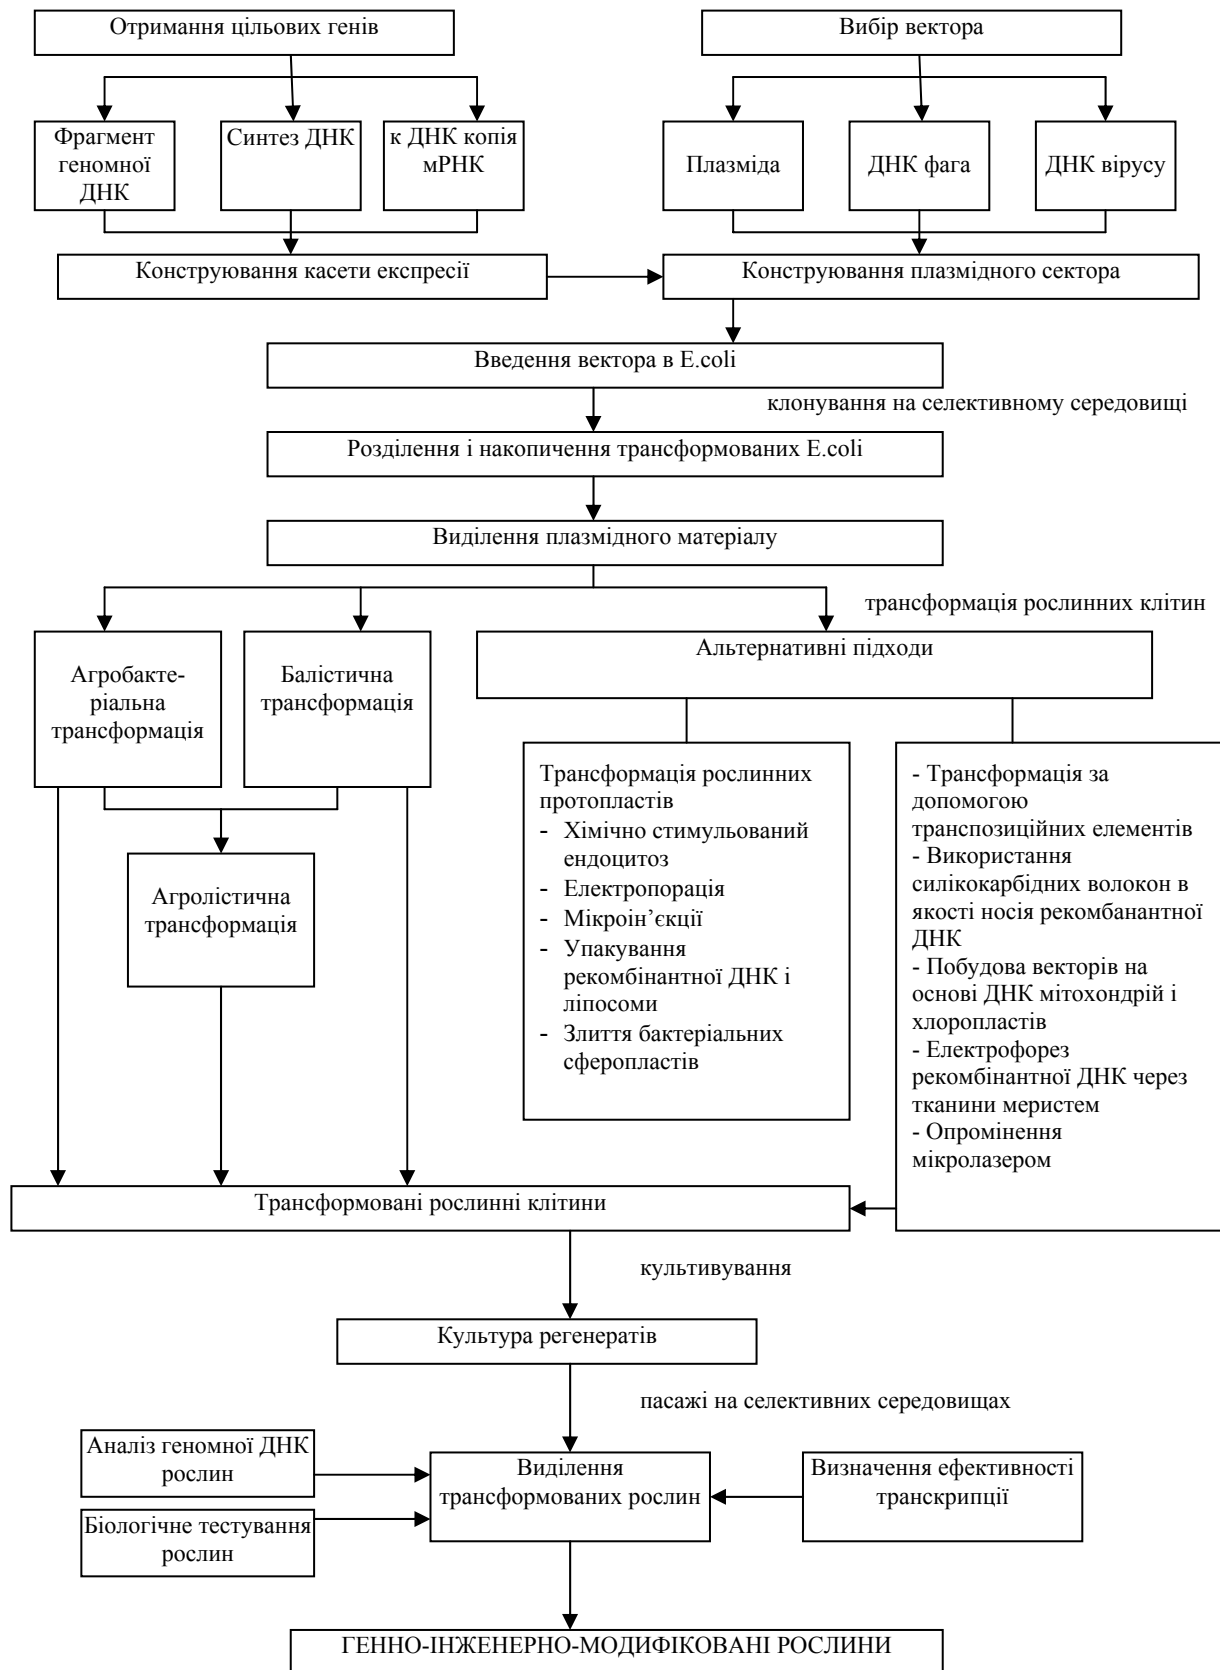 Отримання цільових генів
Вибір вектора
Фрагмент
геномної
ДНК
Синтез ДНК
к ДНК копія
мРНК
Плазміда
ДНК фага
ДНК вірусу
Конструювання касети експресії
Конструювання плазмідного сектора
Введення вектора в E.coli
клонування на селективному середовищі
Розділення і накопичення трансформованих E.coli
Виділення плазмідного матеріалу
трансформація рослинних клітин
Агробакте-
ріальна
трансформація
Балістична
трансформація
Альтернативні підходи
Агролістична
трансформація
Трансформація рослинних
протопластів
- Хімічно стимульований
ендоцитоз
- Електропорація
- Мікроін’єкції
- Упакування
рекомбінантної ДНК і
ліпосоми
- Злиття бактеріальних
сферопластів
- Трансформація за
допомогою
транспозиційних елементів
- Використання
силікокарбідних волокон в
якості носія рекомбанантної
ДНК
- Побудова векторів на
основі ДНК мітохондрій і
хлоропластів
- Електрофорез
рекомбінантної ДНК через
тканини меристем
- Опромінення
мікролазером
Трансформовані рослинні клітини
культивування
Культура регенератів
пасажі на селективних середовищах
Аналіз геномної ДНК
рослин
Біологічне тестування
рослин
Виділення
трансформованих рослин
Визначення ефективності
транскрипції
ГЕННО-ІНЖЕНЕРНО-МОДИФІКОВАНІ РОСЛИНИ